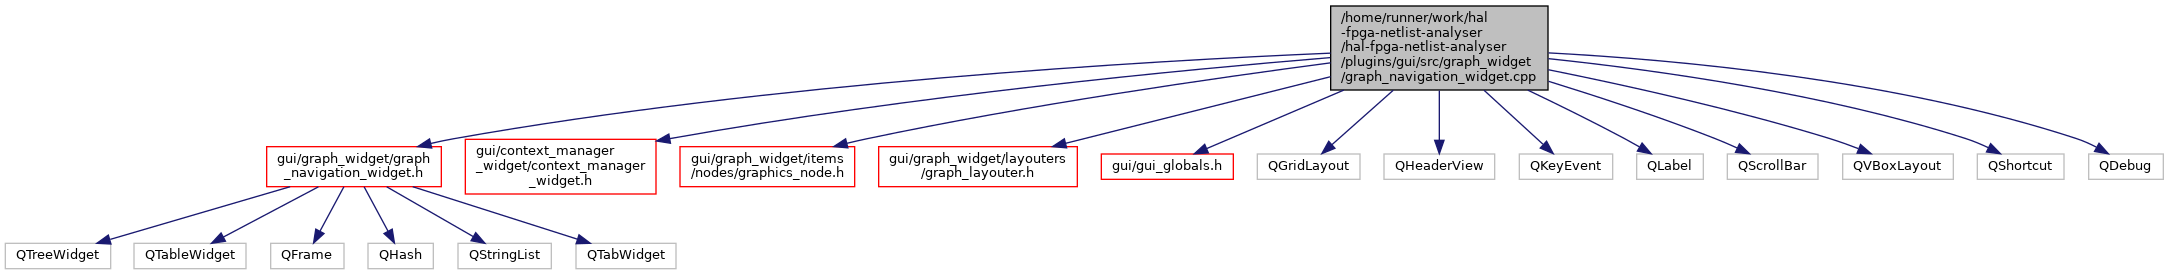 /home/runner/work/hal
-fpga-netlist-analyser
/hal-fpga-netlist-analyser
/plugins/gui/src/graph_widget
/graph_navigation_widget.cpp
gui/graph_widget/graph
_navigation_widget.h
gui/context_manager
_widget/context_manager
_widget.h
gui/graph_widget/items
/nodes/graphics_node.h
gui/graph_widget/layouters
/graph_layouter.h
gui/gui_globals.h
QGridLayout
QHeaderView
QKeyEvent
QLabel
QScrollBar
QVBoxLayout
QShortcut
QDebug
QTreeWidget
QTableWidget
QFrame
QHash
QStringList
QTabWidget